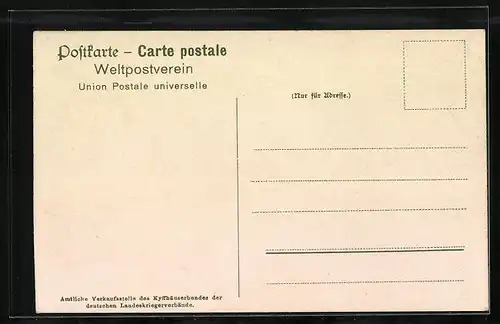 Postkarte – Carte postale
Weltpostverein
Union Postale universelle
(Nur für Adresse.)
Amtliche Verkaufsstelle des Kyffhäuserbundes der
deutschen Landeskriegerverbände.